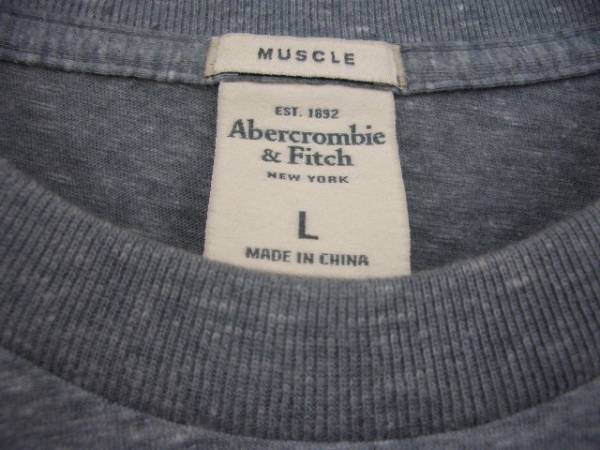 MUSCLE
EST. 1892
Abercrombie
& Fitch
NEW YORK
L
MADE IN CHINA